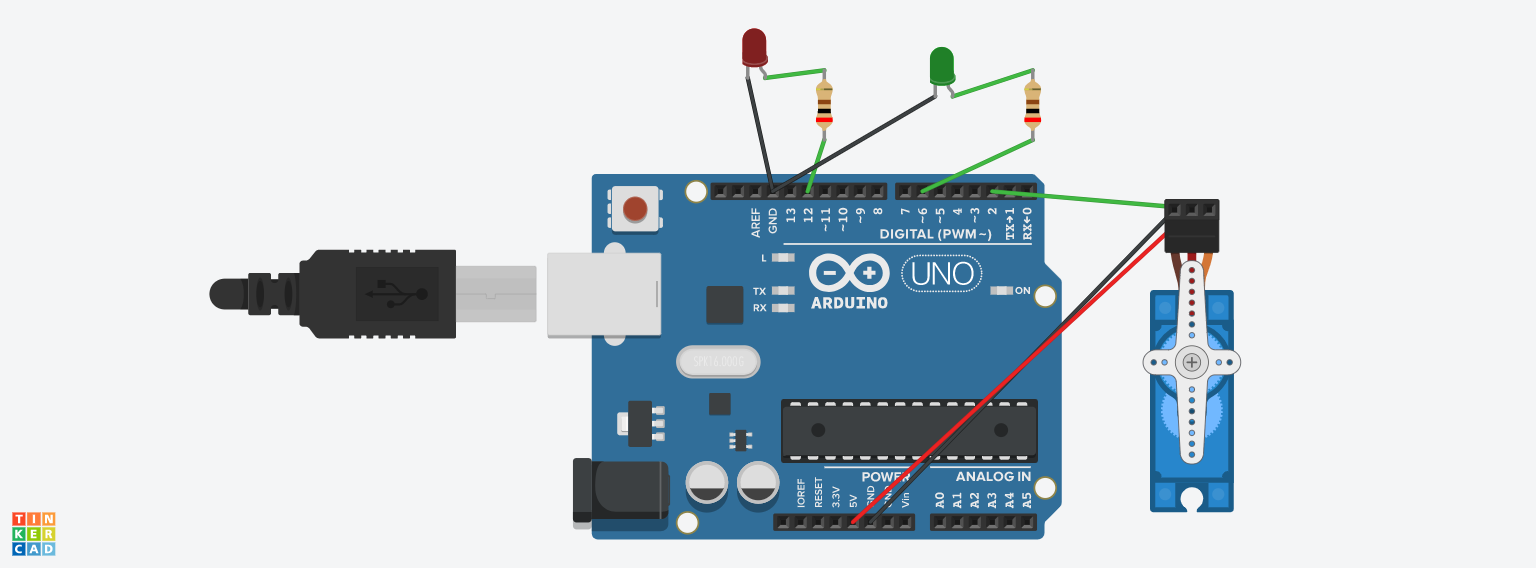 AREF
GND
13
12
~11
~10
~9
8
7
~6
~5
4
~3
2
TX→1
RX←0
DIGITAL (PWM~)
L
TX
RX
UNO
ARDUINO
ON
SPK16.000G
POWER
ANALOG IN
IOREF
RESET
3.3V
5V
GND
GND
Vin
A0
A1
A2
A3
A4
A5
TIN
KER
CAD